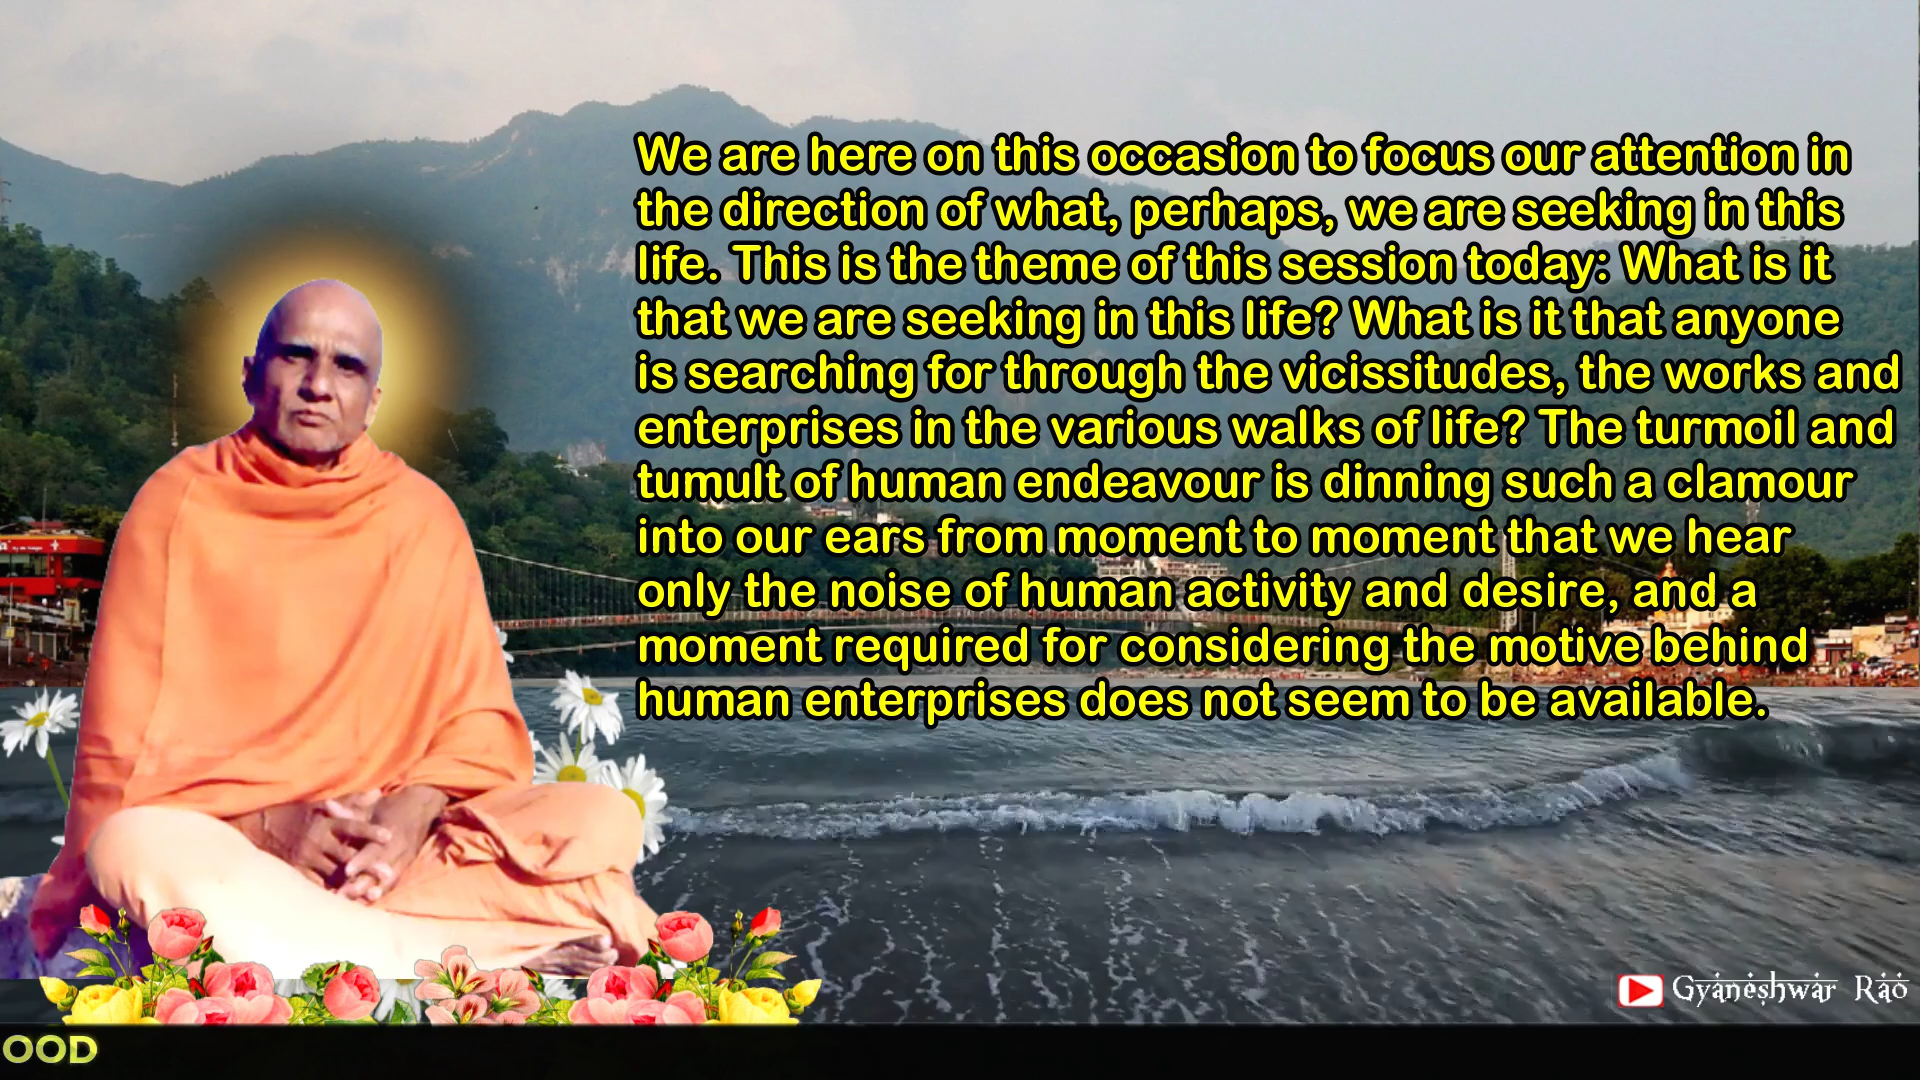 We are here on this occasion to focus our attention in
the direction of what, perhaps, we are seeking in this
life. This is the theme of this session today: What is it
that we are seeking in this life? What is it that anyone
is searching for through the vicissitudes, the works and
enterprises in the various walks of life? The turmoil and
tumult of human endeavour is dinning such a clamour
into our ears from moment to moment that we hear
only the noise of human activity and desire, and a
moment required for considering the motive behind
human enterprises does not seem to be available.
Gyaneshwar Rao
OOD